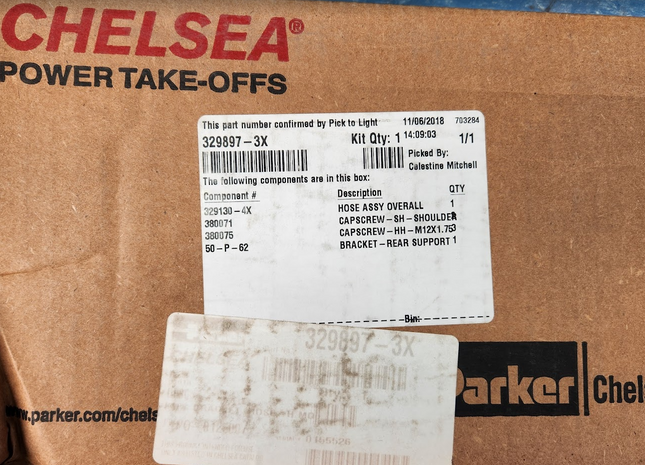 CHELSEA®
POWER TAKE-OFFS
This part number confirmed by Pick to Light 11/06/2018 703284
329897-3X Kit Qty: 1 14:09:03 1/1
Picked By:
Calestine Mitchell
The following components are in this box:
Component # Description QTY
329130-4X HOSE ASSY OVERALL 1
380071 CAPSCREW-SH-SHOULDER
380075 CAPSCREW-HH-M12X1.75
50-P-62 BRACKET-REAR SUPPORT 1
Bin:
329897-3X
Parker Chels
.parker.com/chels